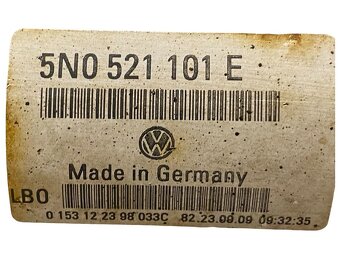 5N0 521 101 E
Made in Germany
LBO
0 153 12 23 98 033C 82.23.09.09 09:32:35